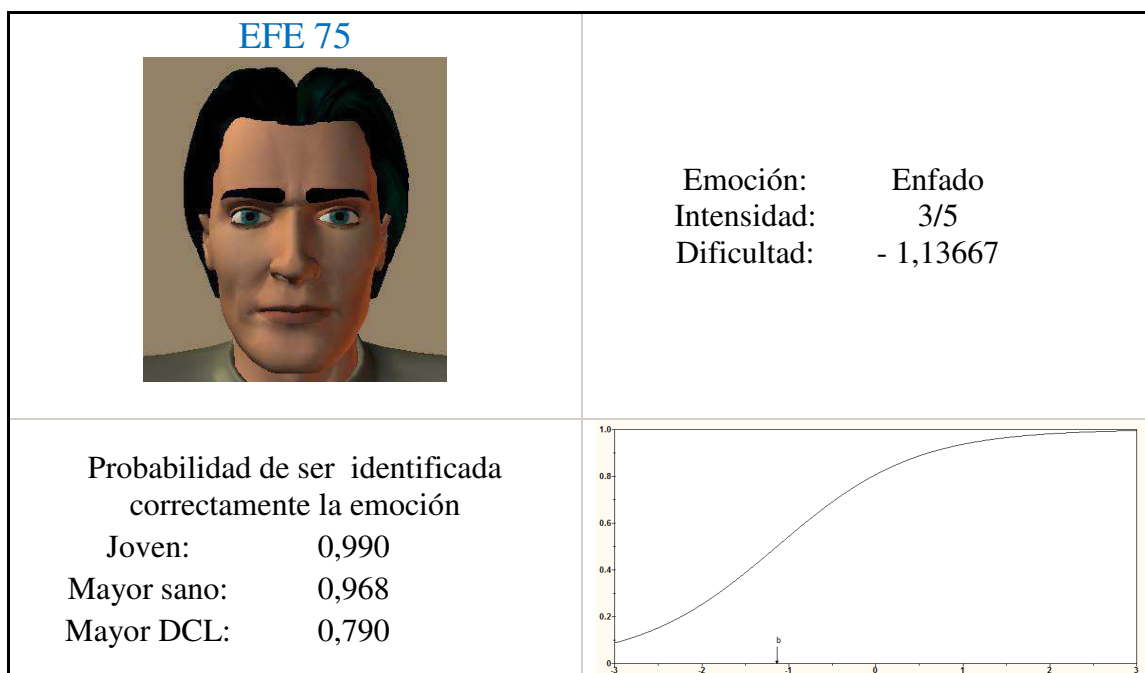 EFE 75
Emoción: Enfado
Intensidad: 3/5
Dificultad: - 1,13667
Probabilidad de ser identificada
correctamente la emoción
Joven: 0,990
Mayor sano: 0,968
Mayor DCL: 0,790
1.0
0.8
0.6
0.4
0.2
0
b
-3 -2 -1 0 1 2 3